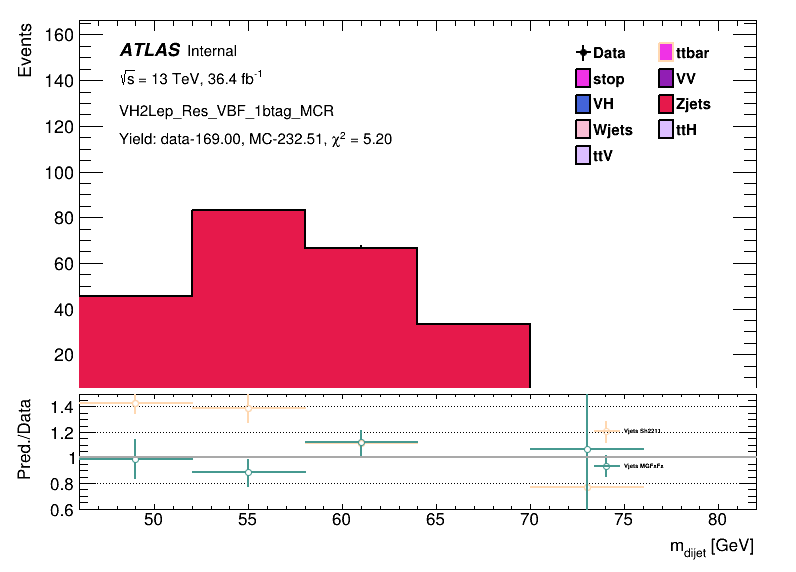 Events
160
140
120
100
80
60
40
20
ATLAS Internal
√s = 13 TeV, 36.4 fb⁻¹
VH2Lep_Res_VBF_1btag_MCR
Yield: data-169.00, MC-232.51, χ² = 5.20
Data ttbar
stop VV
VH Zjets
Wjets ttH
ttV
Pred./Data
1.4
1.2
1
0.8
0.6
Vjets Sh2211
Vjets MGFxFx
50 55 60 65 70 75 80
m_dijet [GeV]